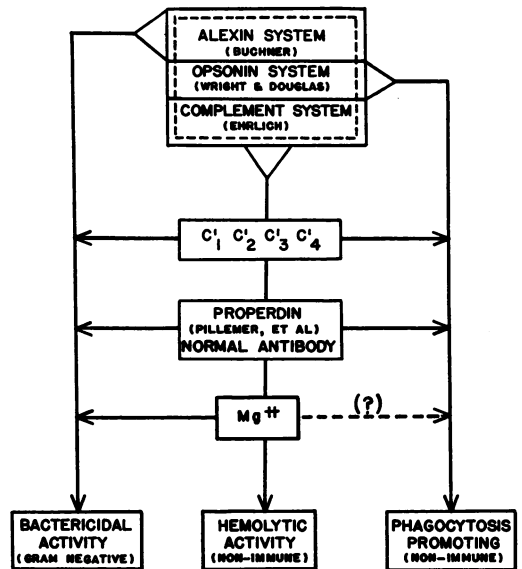 ALEXIN SYSTEM
(BUCHNER)
OPSONIN SYSTEM
(WRIGHT & DOUGLAS)
COMPLEMENT SYSTEM
(EHRLICH)
C'1 C'2 C'3 C'4
PROPERDIN
(PILLEMER, ET AL)
NORMAL ANTIBODY
Mg++
(?)
BACTERICIDAL
ACTIVITY
(GRAM NEGATIVE)
HEMOLYTIC
ACTIVITY
(NON-IMMUNE)
PHAGOCYTOSIS
PROMOTING
(NON-IMMUNE)